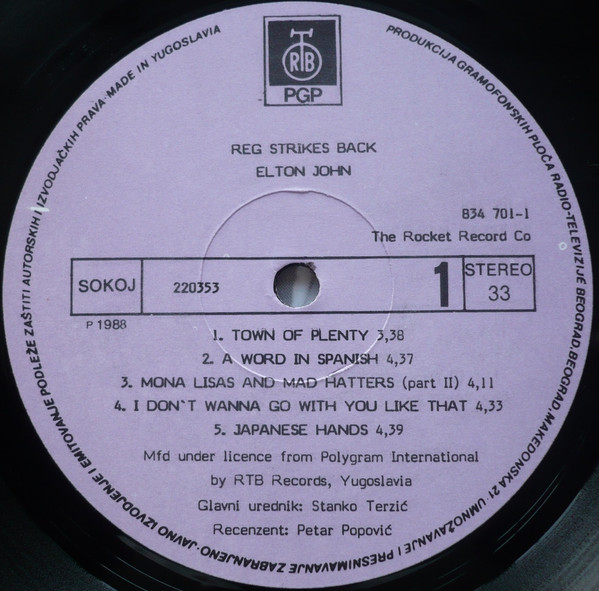 RTB
PGP
REG STRIKES BACK
ELTON JOHN
834 701-1
The Rocket Record Co
SOKOJ
220353
1
STEREO
33
P 1988
1. TOWN OF PLENTY 3,38
2. A WORD IN SPANISH 4,37
3. MONA LISAS AND MAD HATTERS (part II) 4,11
4. I DON`T WANNA GO WITH YOU LIKE THAT 4,33
5. JAPANESE HANDS 4,39
Mfd under licence from Polygram International
by RTB Records, Yugoslavia
Glavni urednik: Stanko Terzić
Recenzent: Petar Popović
PRODUKCIJA GRAMOFONSKIH PLOČA RADIO-TELEVIZIJE BEOGRAD, BEOGRAD, MAKEDONSKA 21 · UMNOŽAVANJE I PRESNIMAVANJE ZABRANJENO-JAVNO IZVODJENJE I EMITOVANJE PODLEŽE ZAŠTITI AUTORSKIH I IZVODJAČKIH PRAVA·MADE IN YUGOSLAVIA